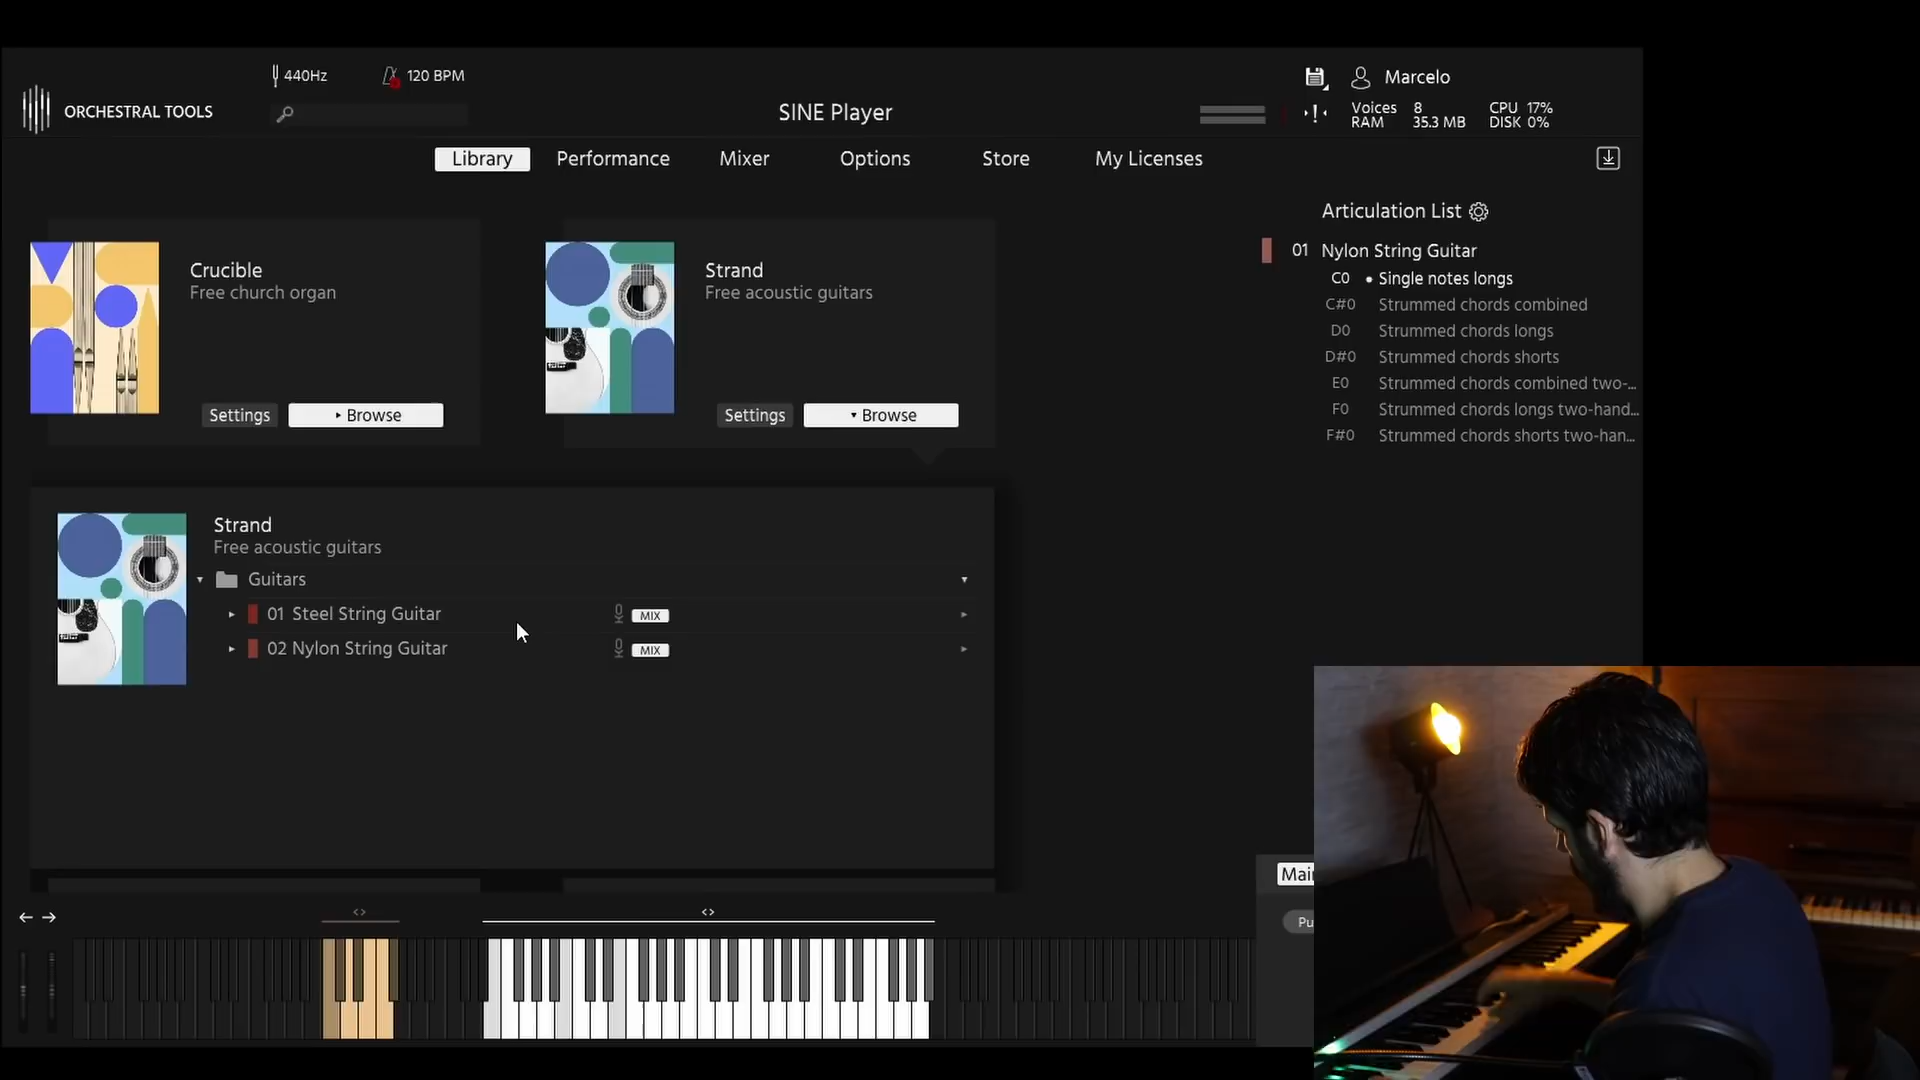 440Hz
120 BPM
Marcelo
ORCHESTRAL TOOLS
SINE Player
Voices 8
RAM 35.3 MB
CPU 17%
DISK 0%
Library
Performance
Mixer
Options
Store
My Licenses
Articulation List
01 Nylon String Guitar
C0 • Single notes longs
C#0 Strummed chords combined
D0 Strummed chords longs
D#0 Strummed chords shorts
E0 Strummed chords combined two-...
F0 Strummed chords longs two-hand...
F#0 Strummed chords shorts two-han...
Crucible
Free church organ
Settings
Browse
Strand
Free acoustic guitars
Settings
Browse
Strand
Free acoustic guitars
Guitars
01 Steel String Guitar
MIX
02 Nylon String Guitar
MIX